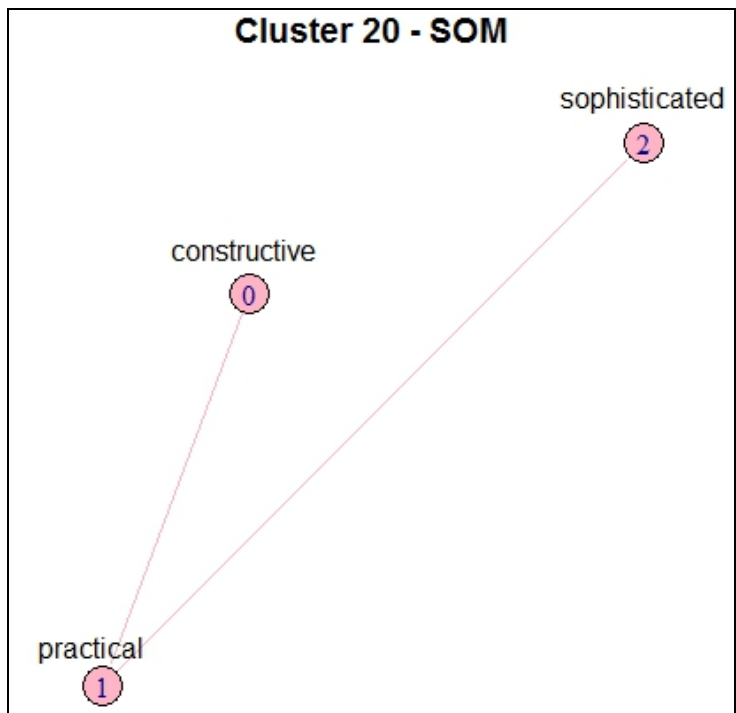 Cluster 20 - SOM
sophisticated
2
constructive
0
practical
1